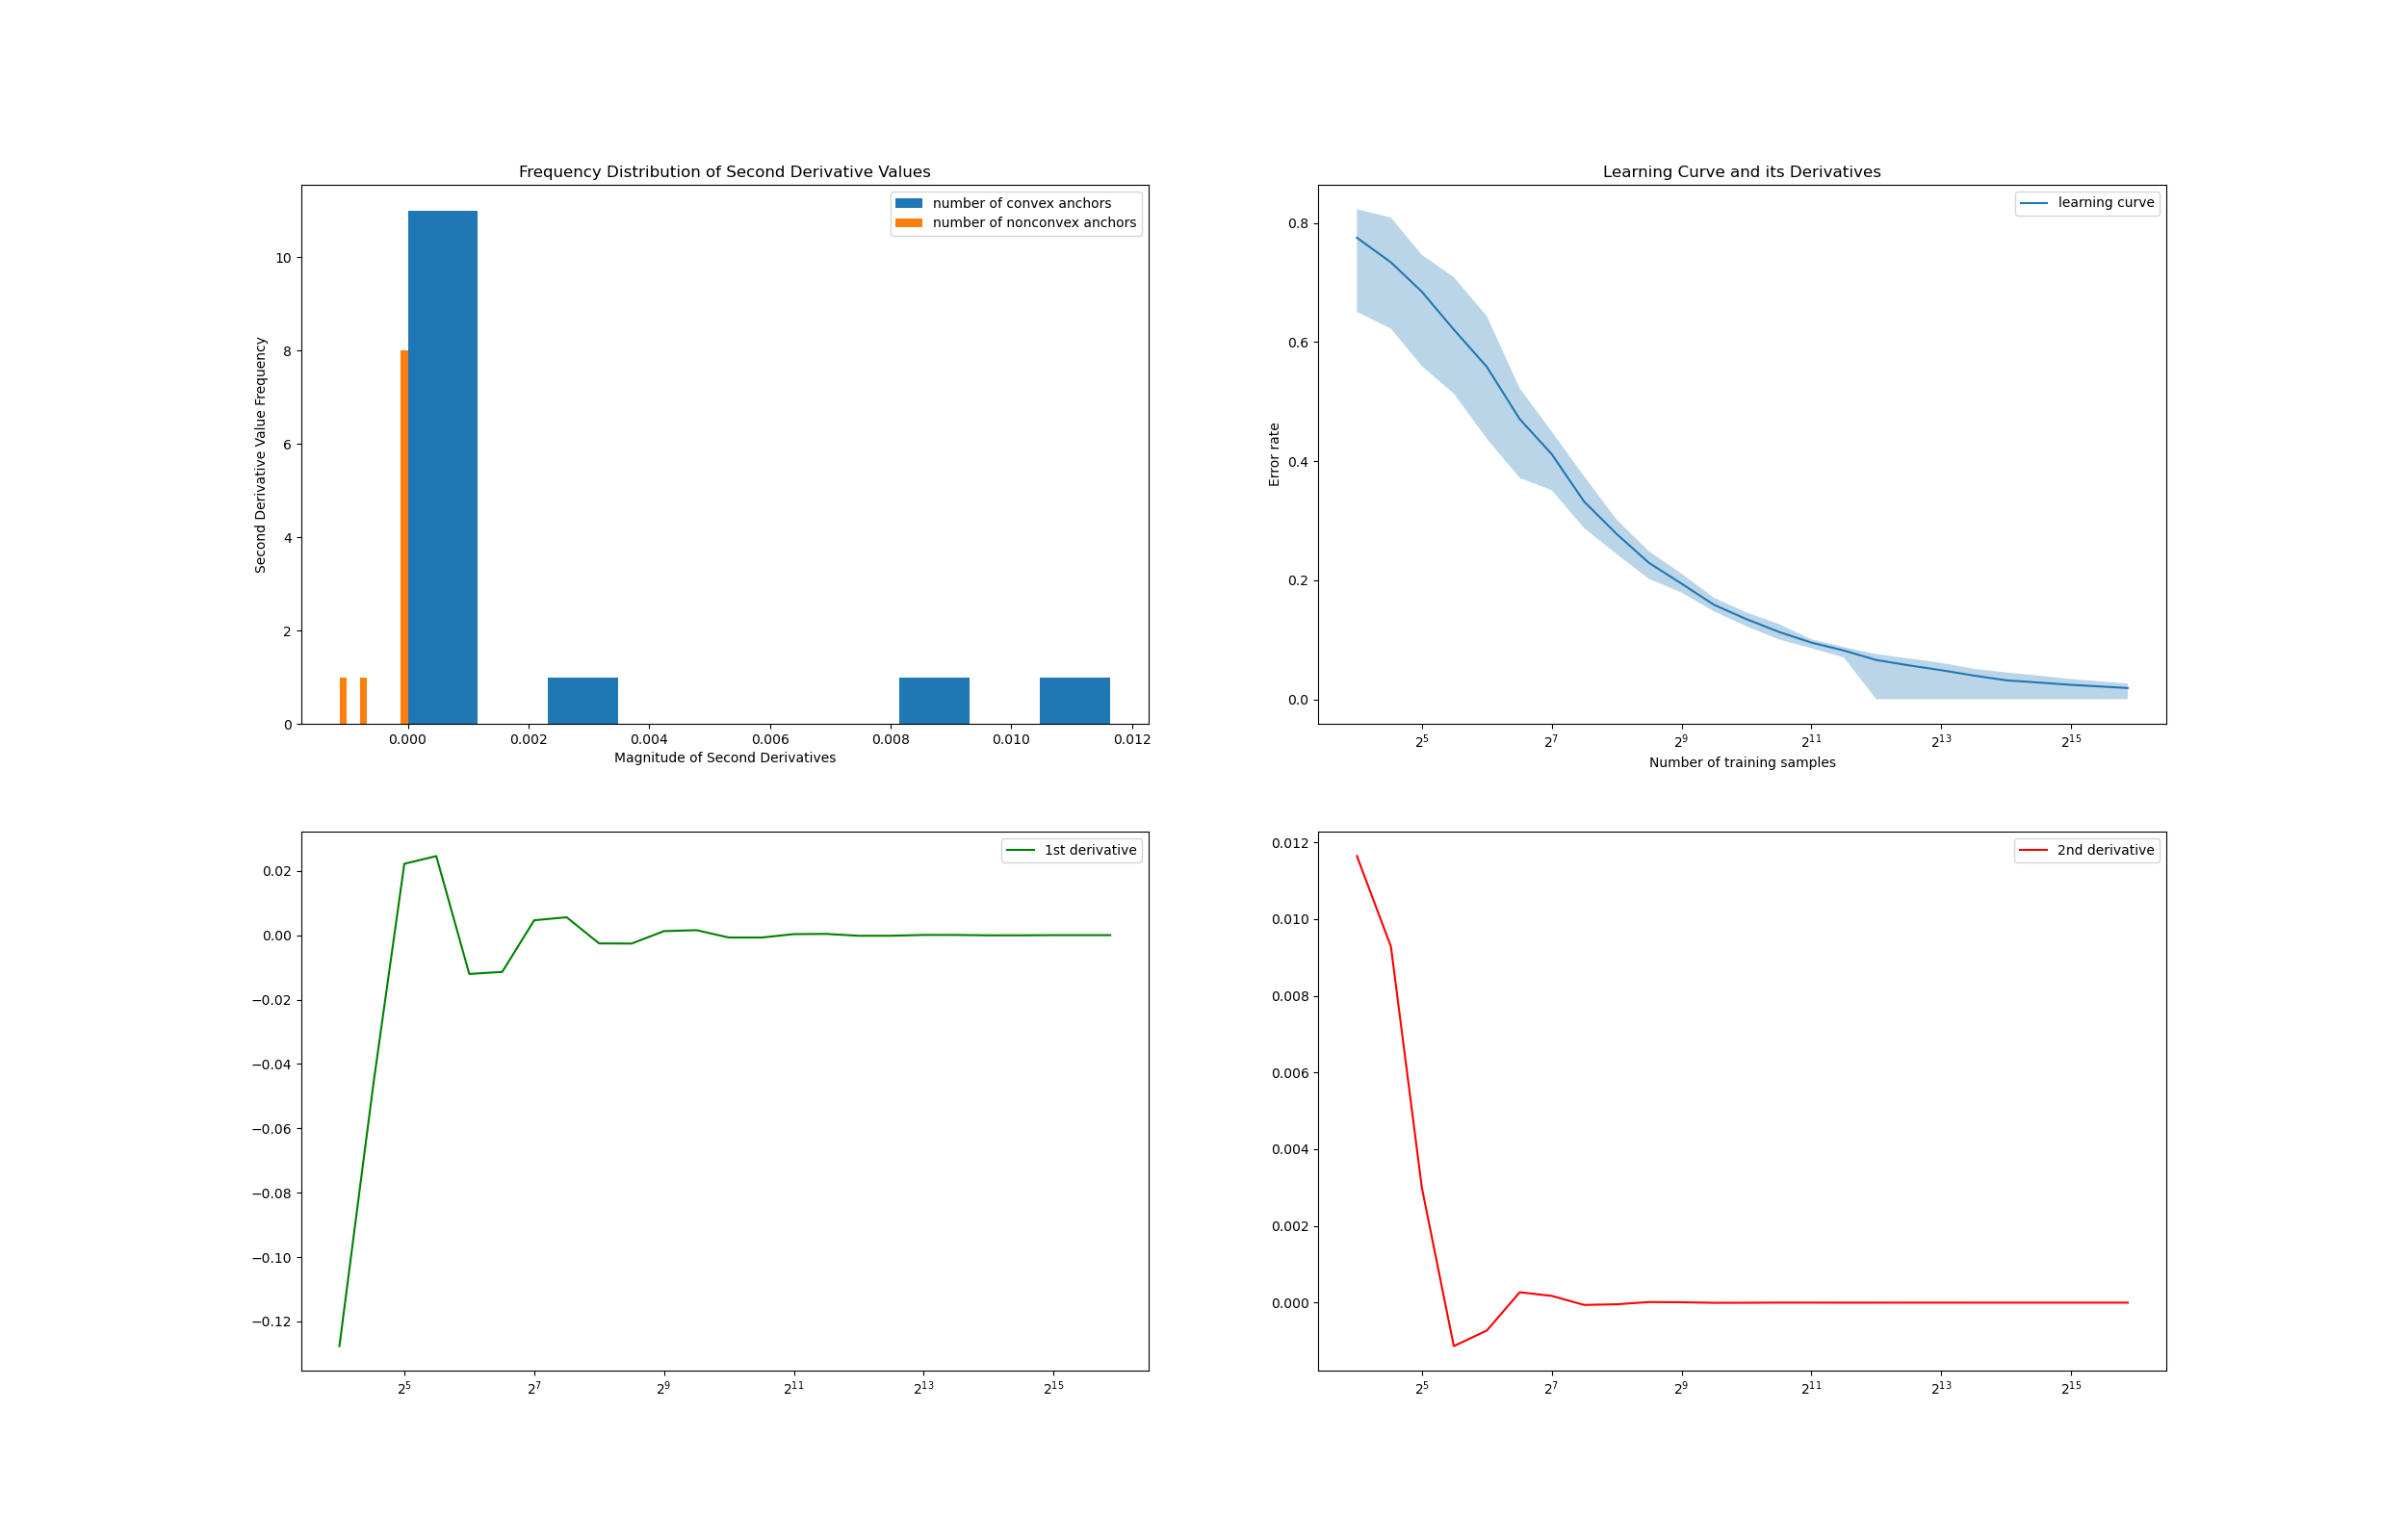 Frequency Distribution of Second Derivative Values
number of convex anchors
number of nonconvex anchors
10
8
6
4
2
0
Second Derivative Value Frequency
0.000 0.002 0.004 0.006 0.008 0.010 0.012
Magnitude of Second Derivatives
Learning Curve and its Derivatives
learning curve
0.8
0.6
0.4
0.2
0.0
Error rate
2^5 2^7 2^9 2^11 2^13 2^15
Number of training samples
1st derivative
0.02
0.00
−0.02
−0.04
−0.06
−0.08
−0.10
−0.12
2^5 2^7 2^9 2^11 2^13 2^15
2nd derivative
0.012
0.010
0.008
0.006
0.004
0.002
0.000
2^5 2^7 2^9 2^11 2^13 2^15